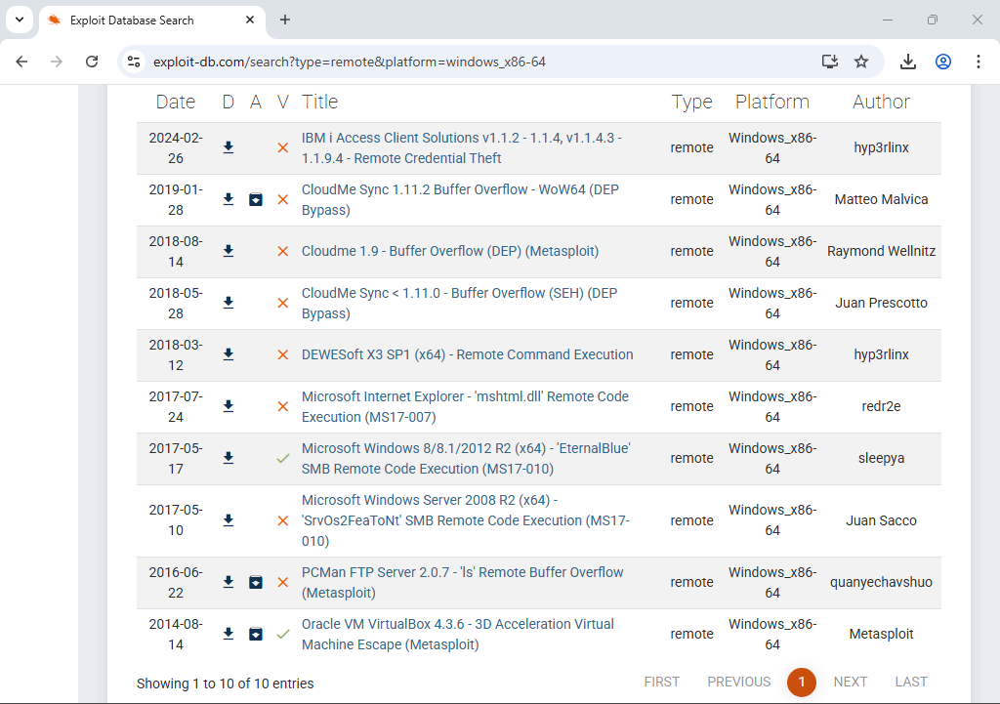 Exploit Database Search
exploit-db.com/search?type=remote&platform=windows_x86-64
Date D A V Title Type Platform Author
2024-02-
26
IBM i Access Client Solutions v1.1.2 - 1.1.4, v1.1.4.3 -
1.1.9.4 - Remote Credential Theft
remote
Windows_x86-
64
hyp3rlinx
2019-01-
28
CloudMe Sync 1.11.2 Buffer Overflow - WoW64 (DEP
Bypass)
remote
Windows_x86-
64
Matteo Malvica
2018-08-
14
Cloudme 1.9 - Buffer Overflow (DEP) (Metasploit)
remote
Windows_x86-
64
Raymond Wellnitz
2018-05-
28
CloudMe Sync < 1.11.0 - Buffer Overflow (SEH) (DEP
Bypass)
remote
Windows_x86-
64
Juan Prescotto
2018-03-
12
DEWESoft X3 SP1 (x64) - Remote Command Execution
remote
Windows_x86-
64
hyp3rlinx
2017-07-
24
Microsoft Internet Explorer - 'mshtml.dll' Remote Code
Execution (MS17-007)
remote
Windows_x86-
64
redr2e
2017-05-
17
Microsoft Windows 8/8.1/2012 R2 (x64) - 'EternalBlue'
SMB Remote Code Execution (MS17-010)
remote
Windows_x86-
64
sleepya
2017-05-
10
Microsoft Windows Server 2008 R2 (x64) -
'SrvOs2FeaToNt' SMB Remote Code Execution (MS17-
010)
remote
Windows_x86-
64
Juan Sacco
2016-06-
22
PCMan FTP Server 2.0.7 - 'ls' Remote Buffer Overflow
(Metasploit)
remote
Windows_x86-
64
quanyechavshuo
2014-08-
14
Oracle VM VirtualBox 4.3.6 - 3D Acceleration Virtual
Machine Escape (Metasploit)
remote
Windows_x86-
64
Metasploit
Showing 1 to 10 of 10 entries
FIRST PREVIOUS 1 NEXT LAST